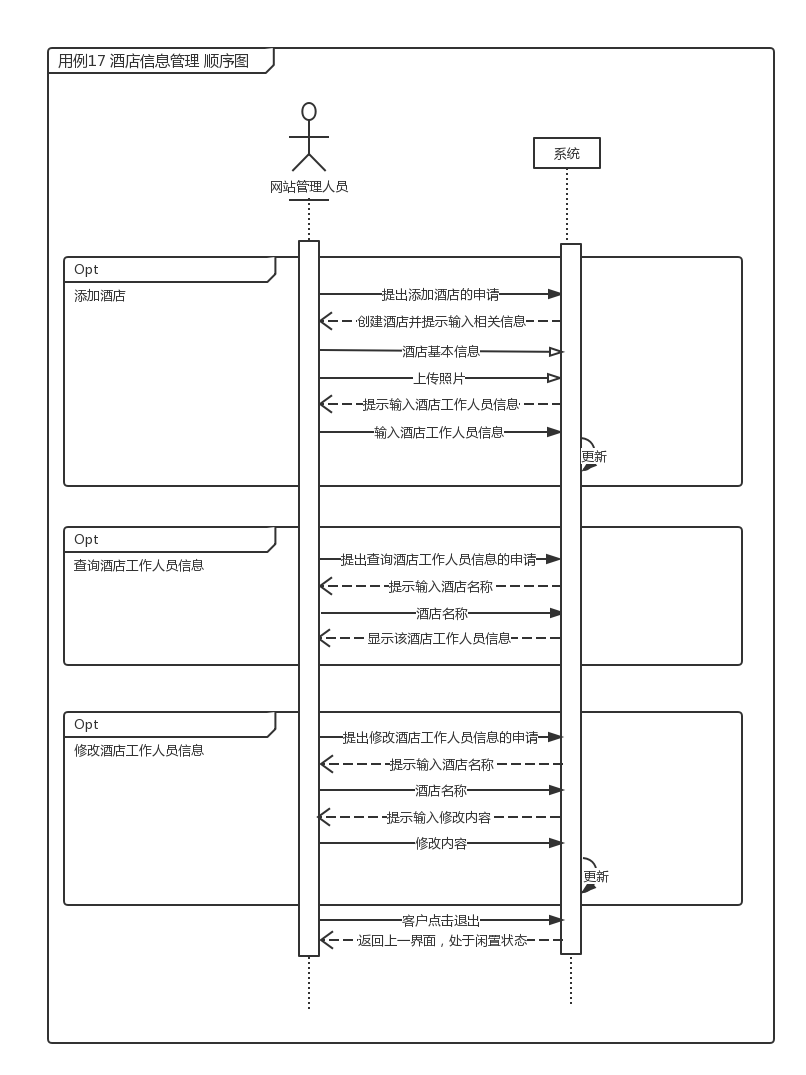 用例17 酒店信息管理 顺序图
网站管理人员
系统
Opt
添加酒店
提出添加酒店的申请
创建酒店并提示输入相关信息
酒店基本信息
上传照片
提示输入酒店工作人员信息
输入酒店工作人员信息
更新
Opt
查询酒店工作人员信息
提出查询酒店工作人员信息的申请
提示输入酒店名称
酒店名称
显示该酒店工作人员信息
Opt
修改酒店工作人员信息
提出修改酒店工作人员信息的申请
提示输入酒店名称
酒店名称
提示输入修改内容
修改内容
更新
客户点击退出
返回上一界面，处于闲置状态